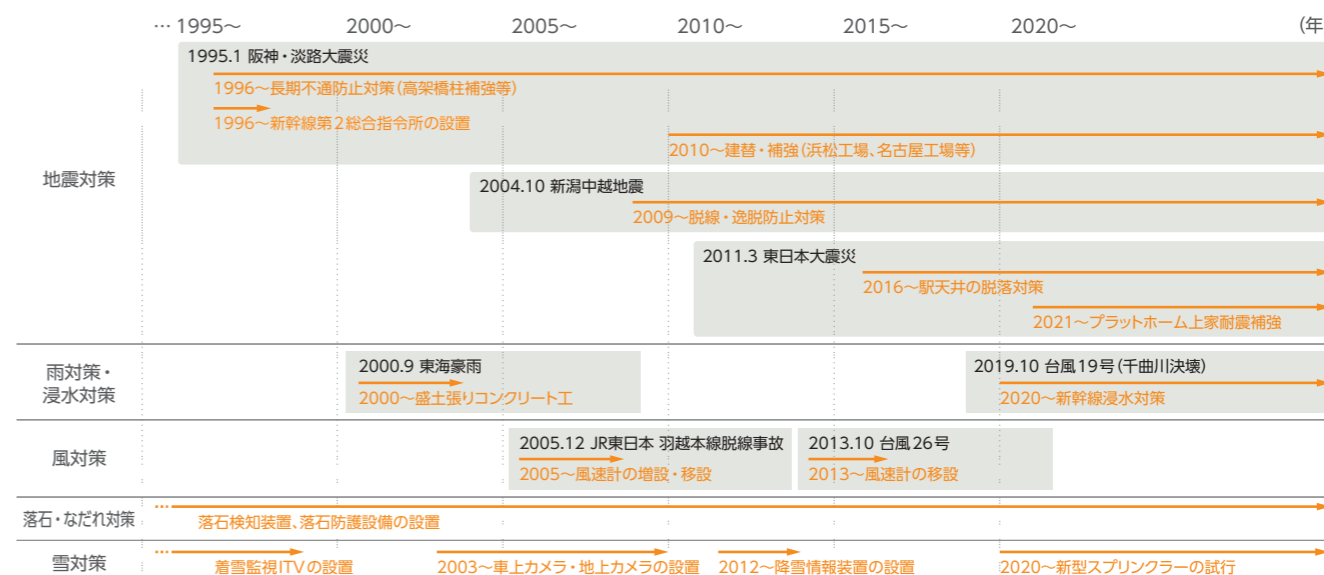 … 1995～ 2000～ 2005～ 2010～ 2015～ 2020～ (年
地震対策
1995.1 阪神・淡路大震災
1996～長期不通防止対策(高架橋柱補強等)
1996～新幹線第2総合指令所の設置
2010～建替・補強(浜松工場、名古屋工場等)
2004.10 新潟中越地震
2009～脱線・逸脱防止対策
2011.3 東日本大震災
2016～駅天井の脱落対策
2021～プラットホーム上家耐震補強
雨対策・
浸水対策
2000.9 東海豪雨
2000～盛土張りコンクリート工
2019.10 台風19号(千曲川決壊)
2020～新幹線浸水対策
風対策
2005.12 JR東日本 羽越本線脱線事故
2005～風速計の増設・移設
2013.10 台風26号
2013～風速計の移設
落石・なだれ対策
落石検知装置、落石防護設備の設置
雪対策
着雪監視ITVの設置
2003～車上カメラ・地上カメラの設置
2012～降雪情報装置の設置
2020～新型スプリンクラーの試行